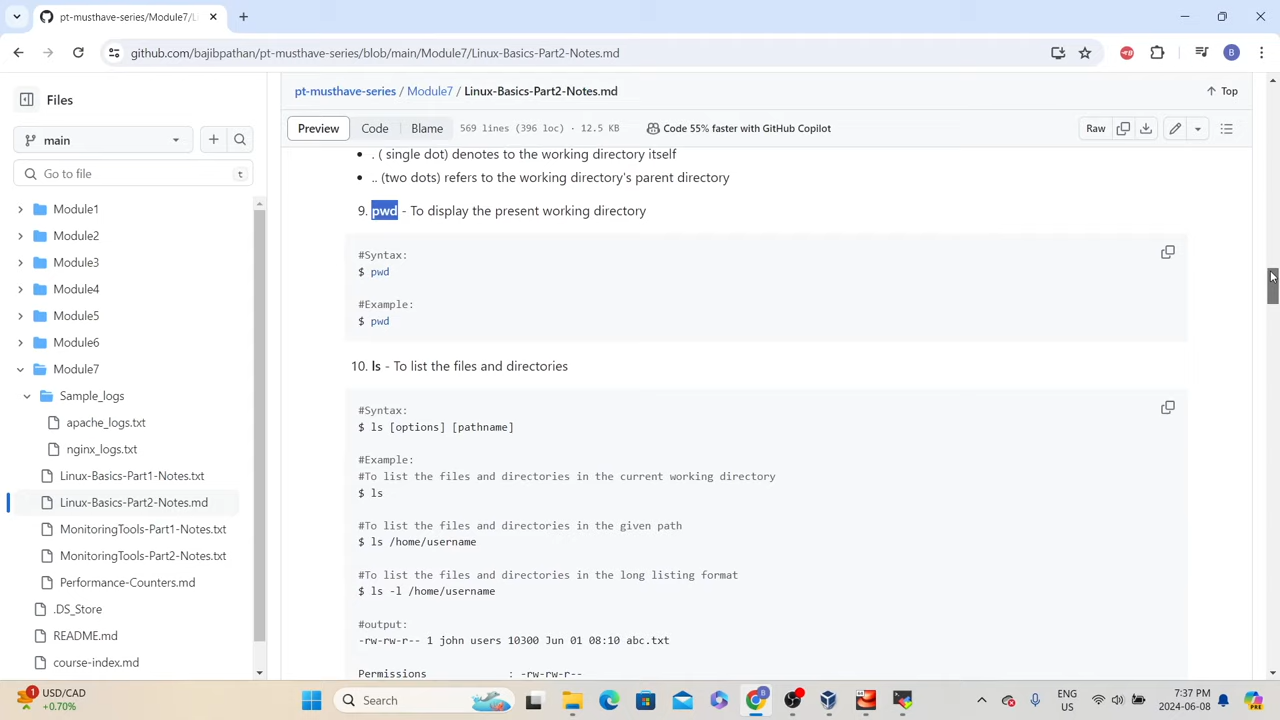 pt-musthave-series/Module7/Li
github.com/bajibpathan/pt-musthave-series/blob/main/Module7/Linux-Basics-Part2-Notes.md
B
Files
pt-musthave-series / Module7 / Linux-Basics-Part2-Notes.md
Top
main
Preview
Code
Blame
569 lines (396 loc) · 12.5 KB
Code 55% faster with GitHub Copilot
Raw
Go to file
t
Module1
Module2
Module3
Module4
Module5
Module6
Module7
Sample_logs
apache_logs.txt
nginx_logs.txt
Linux-Basics-Part1-Notes.txt
Linux-Basics-Part2-Notes.md
MonitoringTools-Part1-Notes.txt
MonitoringTools-Part2-Notes.txt
Performance-Counters.md
.DS_Store
README.md
course-index.md
• . ( single dot) denotes to the working directory itself
• .. (two dots) refers to the working directory's parent directory
9. pwd - To display the present working directory
#Syntax:
$ pwd
#Example:
$ pwd
10. ls - To list the files and directories
#Syntax:
$ ls [options] [pathname]
#Example:
#To list the files and directories in the current working directory
$ ls
#To list the files and directories in the given path
$ ls /home/username
#To list the files and directories in the long listing format
$ ls -l /home/username
#output:
-rw-rw-r-- 1 john users 10300 Jun 01 08:10 abc.txt
Permissions : -rw-rw-r--
1
USD/CAD
+0.70%
Search
B
ENG
US
7:37 PM
2024-06-08
PRE